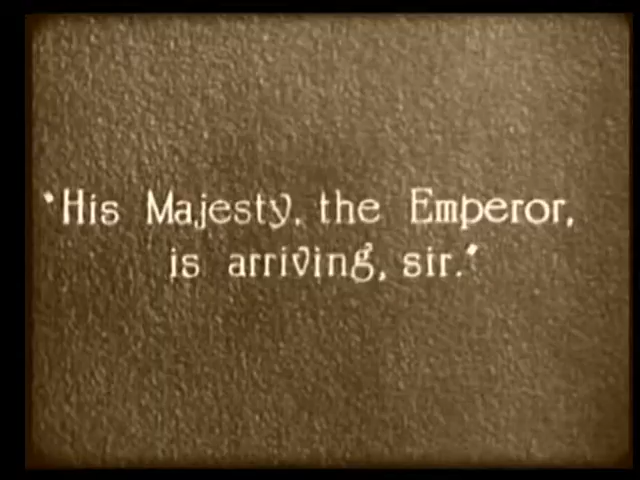 "His Majesty, the Emperor,
is arriving, sir."